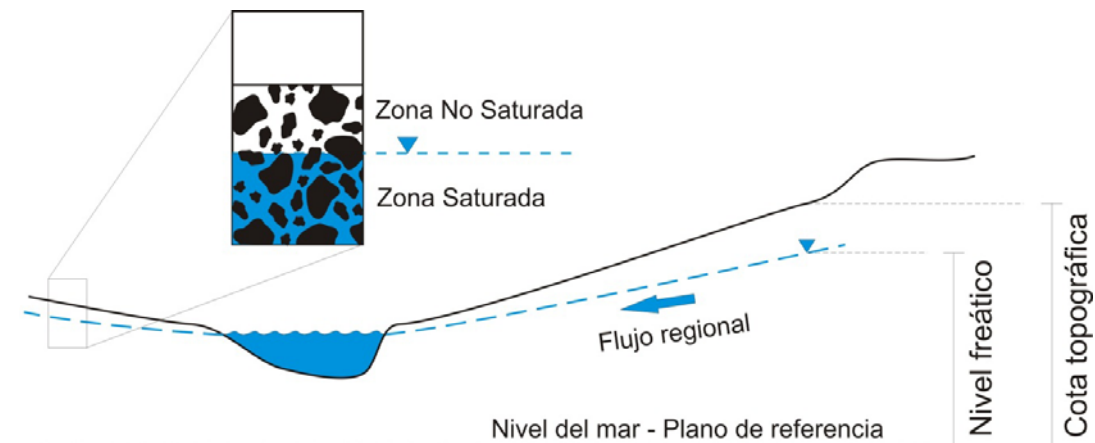 Zona No Saturada
Zona Saturada
Flujo regional
Nivel freático
Cota topográfica
Nivel del mar - Plano de referencia